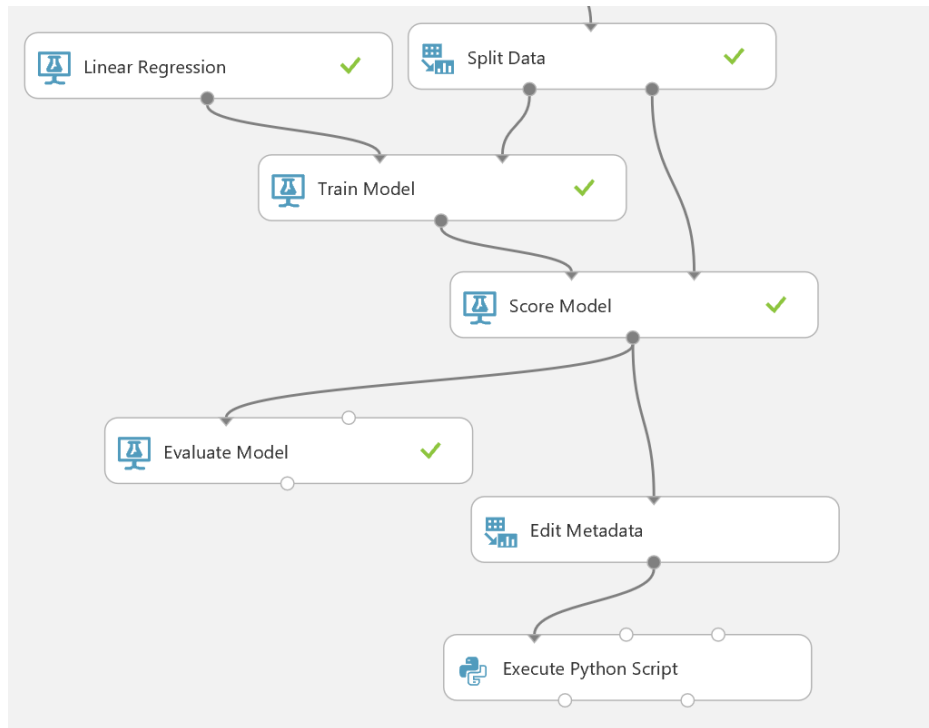 Linear Regression
Split Data
Train Model
Score Model
Evaluate Model
Edit Metadata
Execute Python Script